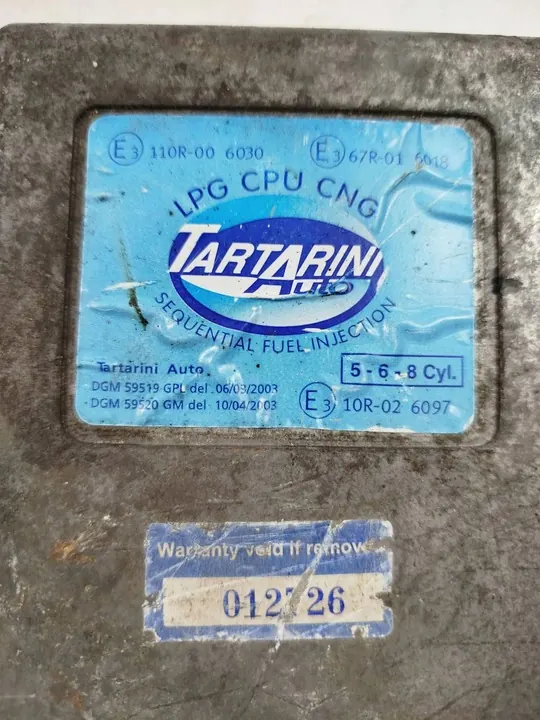 E3 110R-00 6030
E3 67R-01 6018
LPG CPU CNG
TARTARINI
AUTO
SEQUENTIAL FUEL INJECTION
Tartarini Auto.
5 - 6 - 8 Cyl.
DGM 59519 GPL del .06/03/2003
DGM 59520 GM del 10/04/2003
E3 10R-02 6097
Warranty void if remove
012726